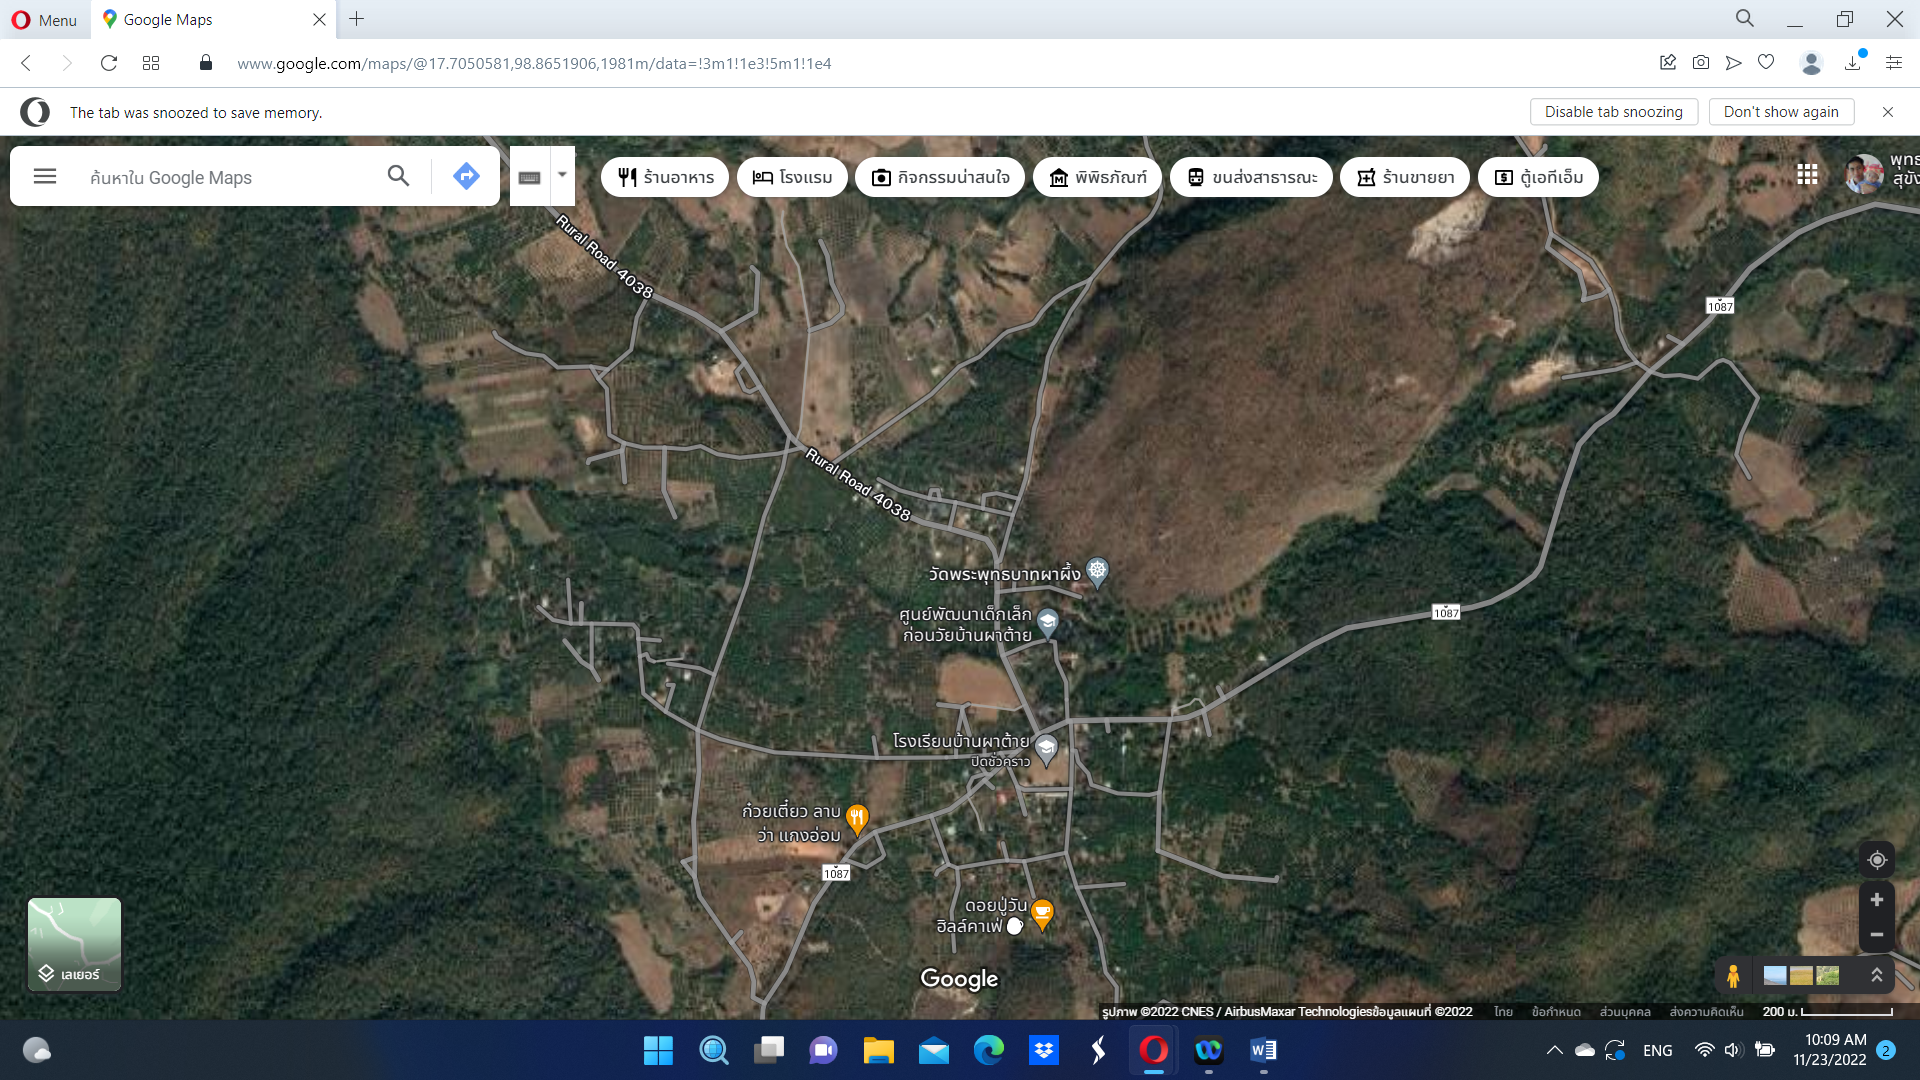 Menu
Google Maps
www.google.com/maps/@17.7050581,98.8651906,1981m/data=!3m1!1e3!5m1!1e4
The tab was snoozed to save memory.
Disable tab snoozing
Don't show again
ค้นหาใน Google Maps
ร้านอาหาร
โรงแรม
กิจกรรมน่าสนใจ
พิพิธภัณฑ์
ขนส่งสาธารณะ
ร้านขายยา
ตู้เอทีเอ็ม
Rural Road 4038
1087
Rural Road 4038
วัดพระพุทธบาทผาผึ้ง
ศูนย์พัฒนาเด็กเล็ก
ก่อนวัยบ้านผาต้าย
1087
โรงเรียนบ้านผาต้าย
ปิดชั่วคราว
ก๋วยเตี๋ยว ลาบ
ว่า แกงอ่อม
1087
ดอยปู่วัน
ฮิลล์คาเฟ่
เลเยอร์
Google
รูปภาพ ©2022 CNES / AirbusMaxar Technologiesข้อมูลแผนที่ ©2022
ไทย
ข้อกำหนด
ส่วนบุคคล
ส่งความคิดเห็น
200 ม.
ENG
10:09 AM
11/23/2022
2